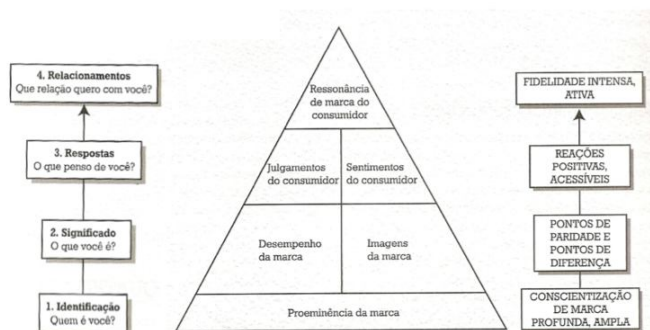 4. Relacionamentos
Que relação quero com você?
3. Respostas
O que penso de você?
2. Significado
O que você é?
1. Identificação
Quem é você?
Ressonância
de marca do
consumidor
Julgamentos
do consumidor
Sentimentos
do consumidor
Desempenho
da marca
Imagens
da marca
Proeminência da marca
FIDELIDADE INTENSA,
ATIVA
REAÇÕES
POSITIVAS,
ACESSÍVEIS
PONTOS DE
PARIDADE E
PONTOS DE
DIFERENÇA
CONSCIENTIZAÇÃO
DE MARCA
PROFUNDA, AMPLA